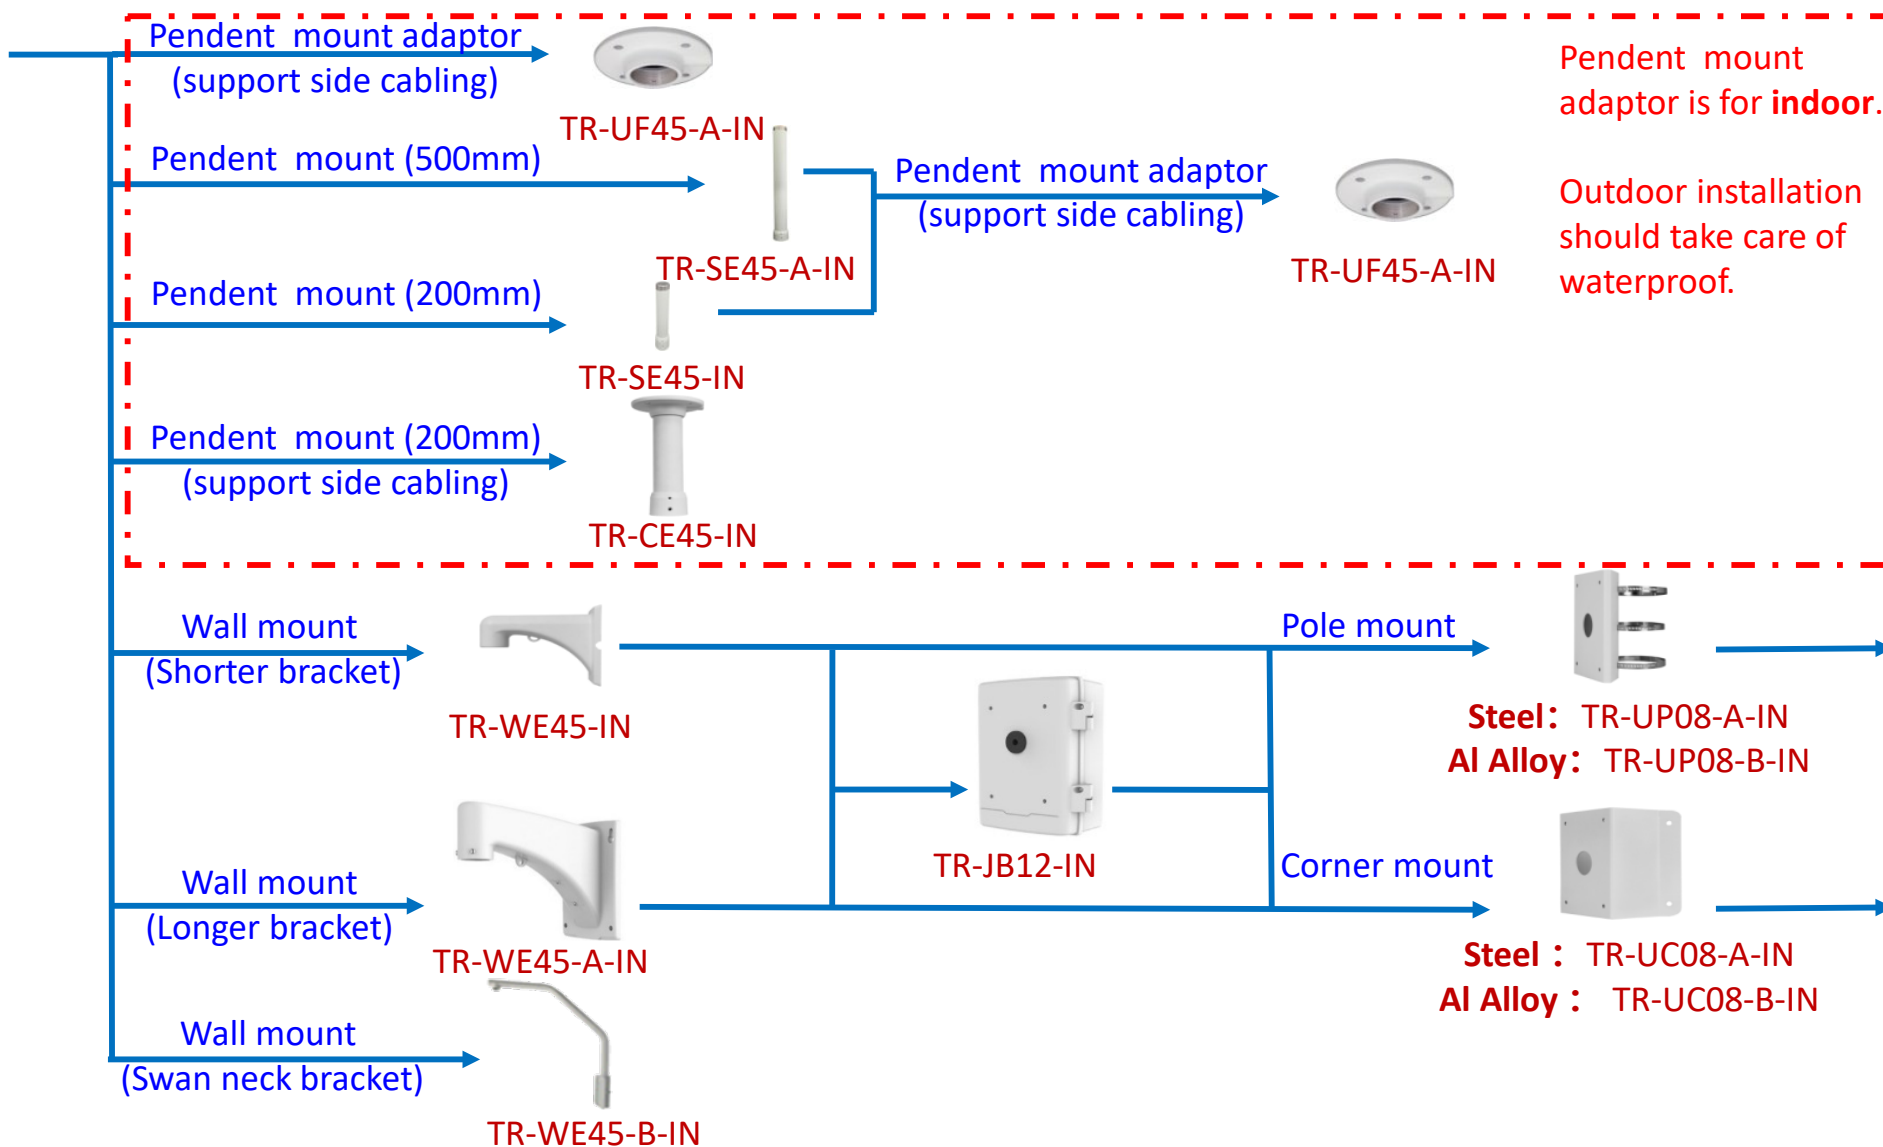 Pendent mount adaptor
(support side cabling)
TR-UF45-A-IN
Pendent mount
adaptor is for indoor.
Outdoor installation
should take care of
waterproof.
Pendent mount (500mm)
TR-SE45-A-IN
Pendent mount adaptor
(support side cabling)
TR-UF45-A-IN
Pendent mount (200mm)
TR-SE45-IN
Pendent mount (200mm)
(support side cabling)
TR-CE45-IN
Wall mount
(Shorter bracket)
TR-WE45-IN
Pole mount
Steel： TR-UP08-A-IN
Al Alloy： TR-UP08-B-IN
TR-JB12-IN
Wall mount
(Longer bracket)
TR-WE45-A-IN
Corner mount
Steel： TR-UC08-A-IN
Al Alloy： TR-UC08-B-IN
Wall mount
(Swan neck bracket)
TR-WE45-B-IN